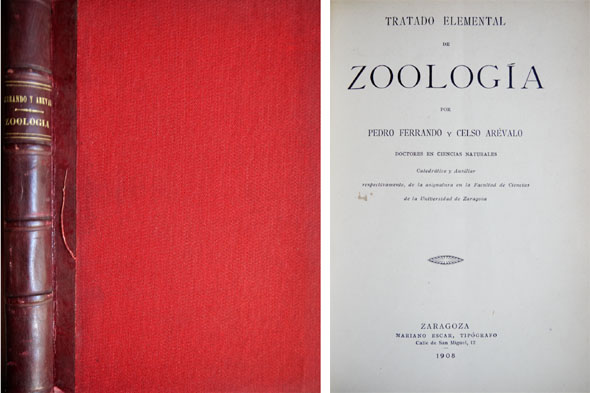 FERRANDO Y ARÉVALO
ZOOLOGIA
TRATADO ELEMENTAL
DE
ZOOLOGÍA
POR
PEDRO FERRANDO Y CELSO ARÉVALO
DOCTORES EN CIENCIAS NATURALES
Catedrático y Auxiliar
respectivamente, de la asignatura en la Facultad de Ciencias
de la Universidad de Zaragoza
ZARAGOZA
MARIANO ESCAR, TIPÓGRAFO
Calle de San Miguel, 12
1908